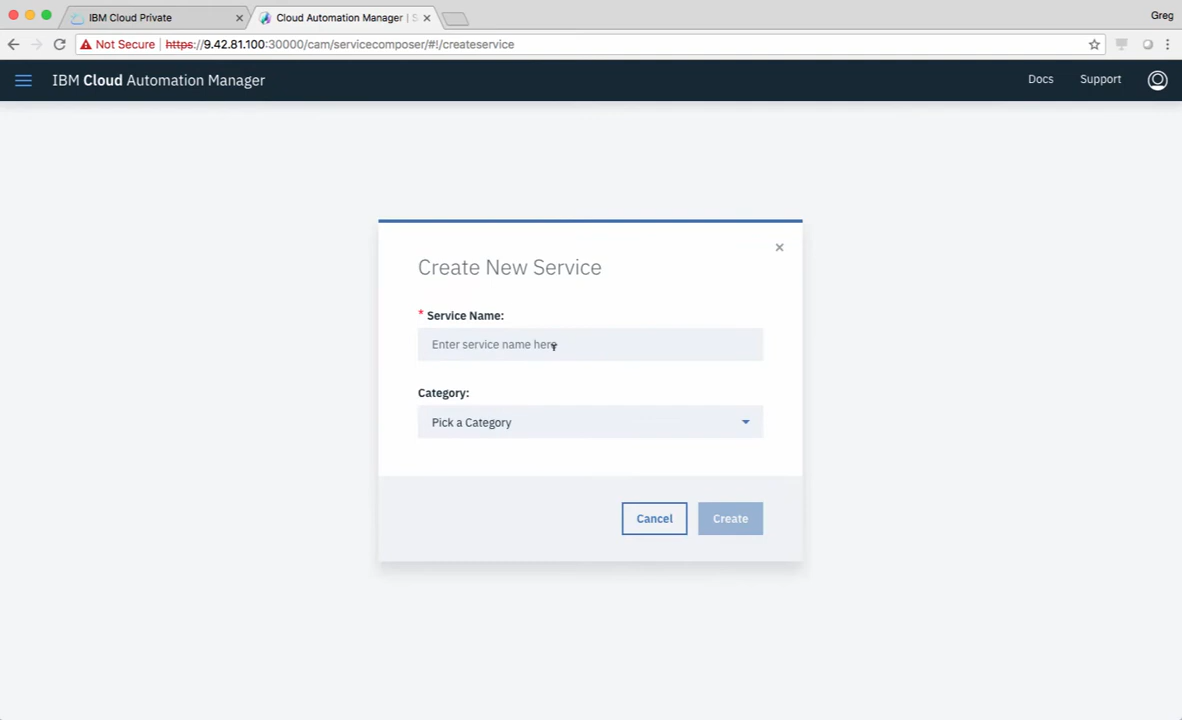 IBM Cloud Private
Cloud Automation Manager | S
Greg
Not Secure | https://9.42.81.100:30000/cam/servicecomposer/#!/createservice
IBM Cloud Automation Manager
Docs
Support
Create New Service
* Service Name:
Enter service name here
Category:
Pick a Category
Cancel
Create